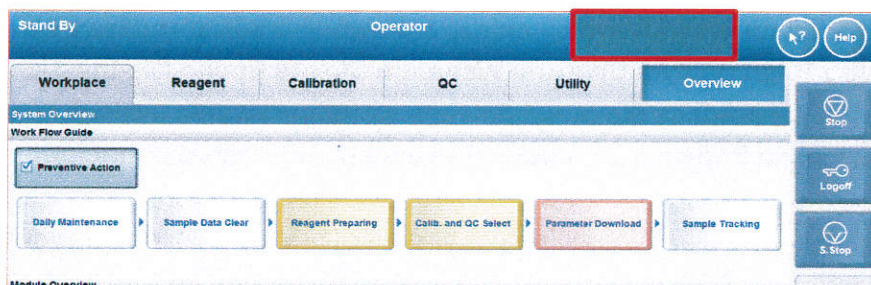 Stand By Operator ? Help
Workplace Reagent Calibration QC Utility Overview
System Overview
Work Flow Guide
Stop
Preventive Action
Logoff
Daily Maintenance Sample Data Clear Reagent Preparing Calib. and QC Select Parameter Download Sample Tracking
S. Stop
Module Overview